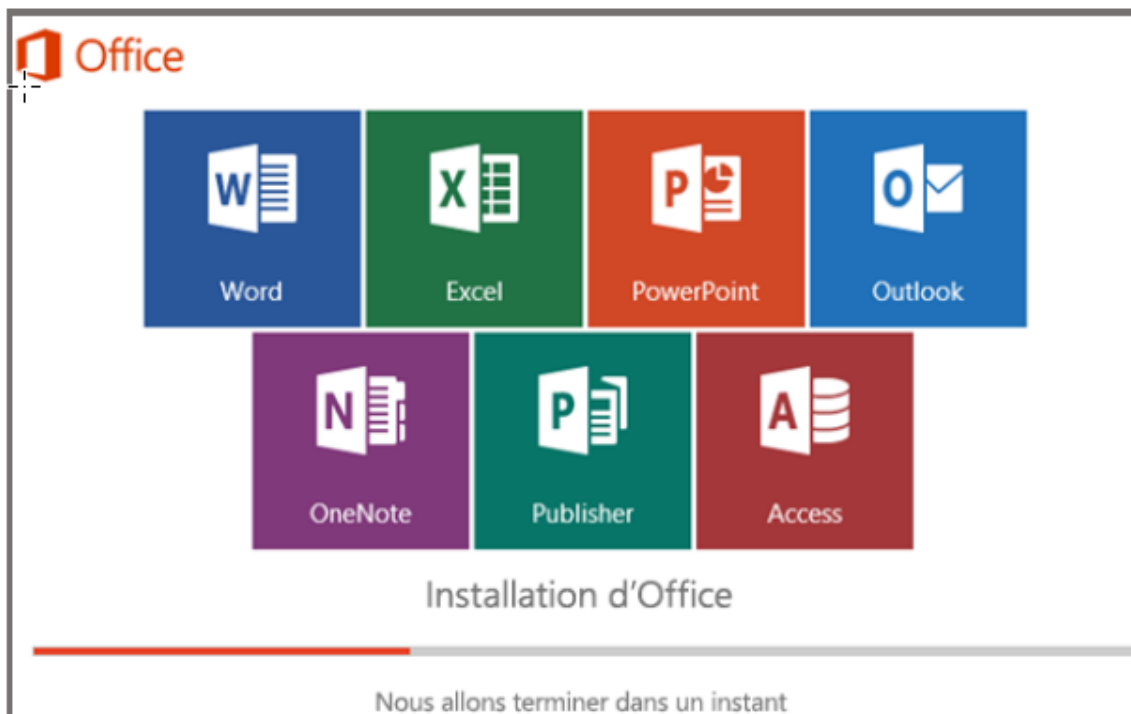 Office
W X P O
Word Excel PowerPoint Outlook
N P A
OneNote Publisher Access
Installation d’Office
Nous allons terminer dans un instant